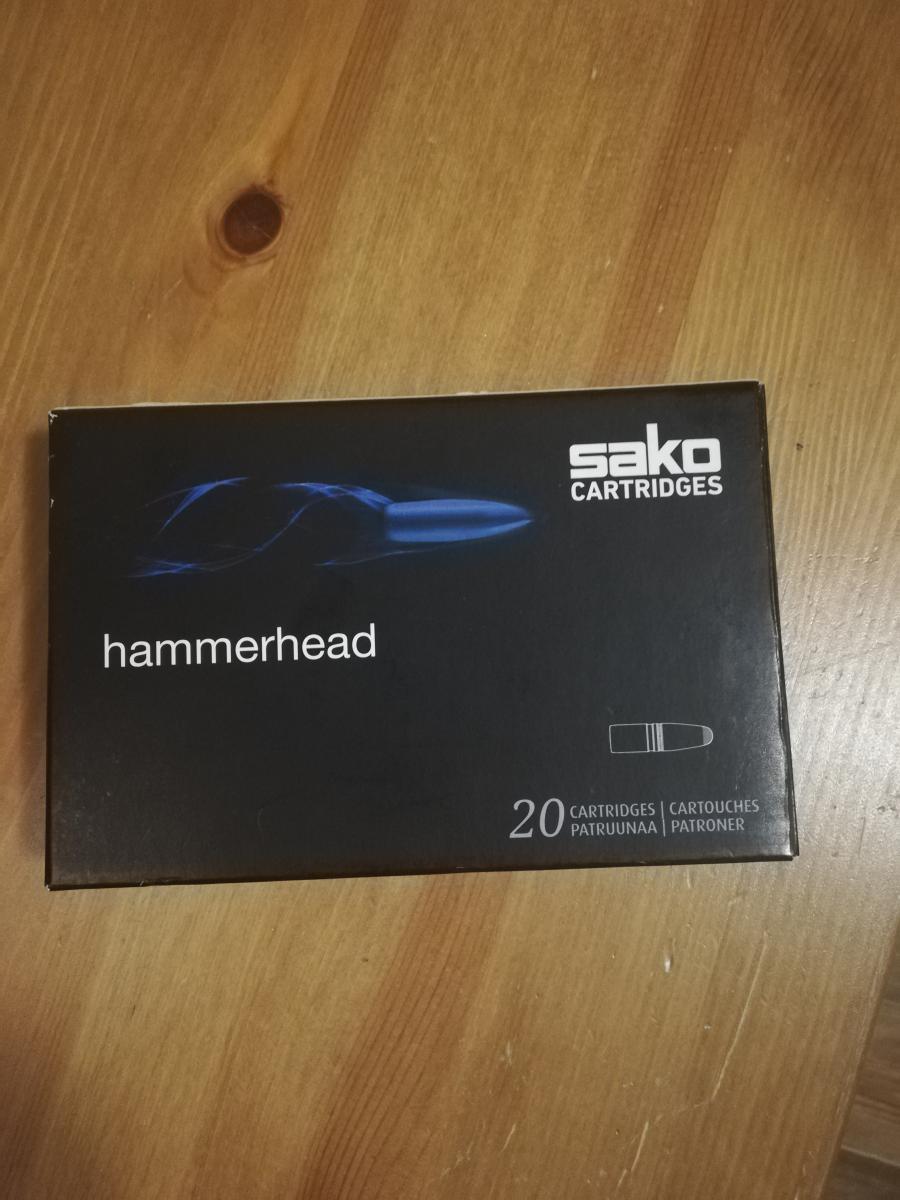 sako
CARTRIDGES
hammerhead
20 CARTRIDGES | CARTOUCHES
PATRUUNAA | PATRONER